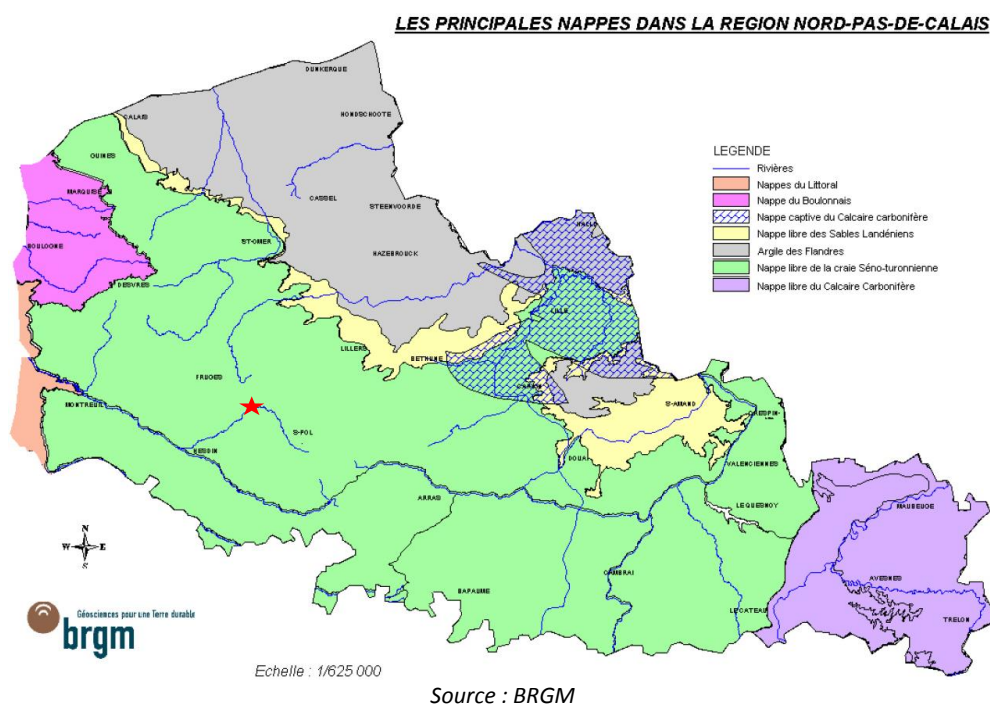 LES PRINCIPALES NAPPES DANS LA REGION NORD-PAS-DE-CALAIS
DUNKERQUE
HONDSCHOOTE
CALAIS
GUINES
MARQUISE
CASSEL
STEENVOORDE
BOULOGNE
ST-OMER
HAZEBROUCK
DESVRES
LILLE
LILLERS
BETHUNE
FRUGES
CARVIN
MONTREUIL
S-POL
S-AMAND
HESDIN
DOUAI
VALENCIENNES
ARRAS
LE QUESNOY
MAUBEUGE
CAMBRAI
AVESNES
BAPAUME
LE CATEAU
TRELON
LEGENDE
Rivières
Nappes du Littoral
Nappe du Boulonnais
Nappe captive du Calcaire carbonifère
Nappe libre des Sables Landéniens
Argile des Flandres
Nappe libre de la craie Séno-turonnienne
Nappe libre du Calcaire Carbonifère
N
W
E
S
Géosciences pour une Terre durable
brgm
Echelle : 1/625 000
Source : BRGM